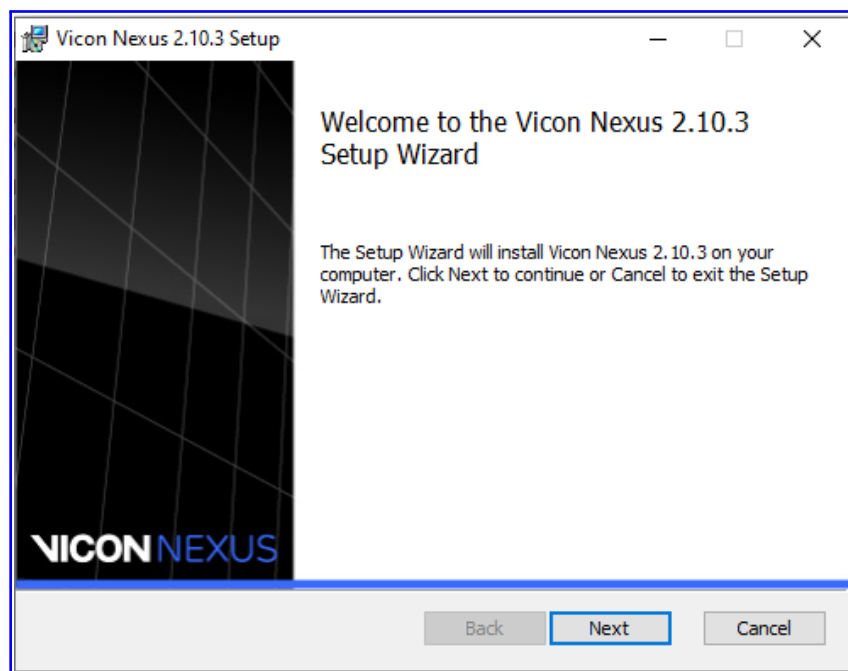 Vicon Nexus 2.10.3 Setup
Welcome to the Vicon Nexus 2.10.3
Setup Wizard
The Setup Wizard will install Vicon Nexus 2.10.3 on your
computer. Click Next to continue or Cancel to exit the Setup
Wizard.
VICON NEXUS
Back Next Cancel